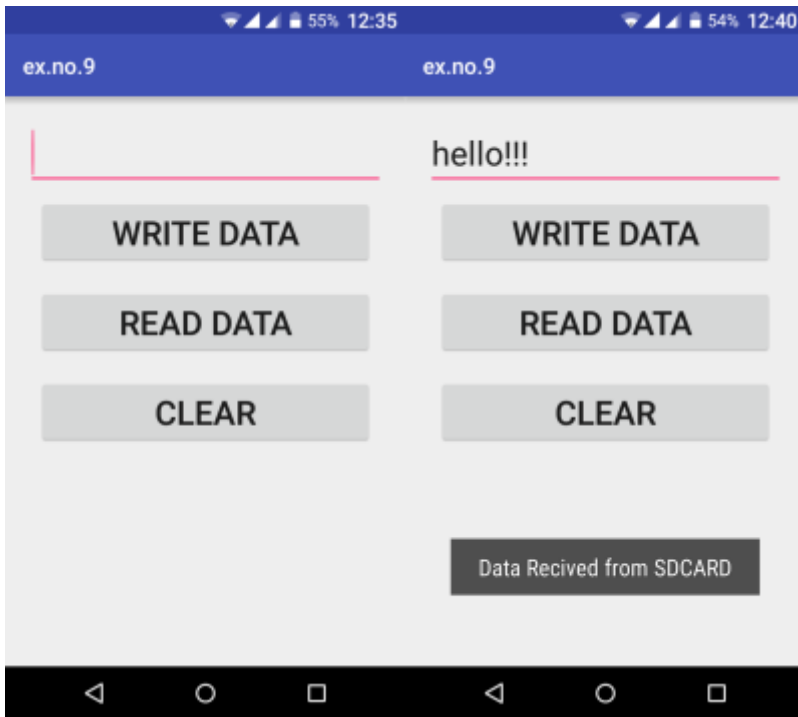 55% 12:35
ex.no.9
WRITE DATA
READ DATA
CLEAR
54% 12:40
ex.no.9
hello!!!
WRITE DATA
READ DATA
CLEAR
Data Recived from SDCARD